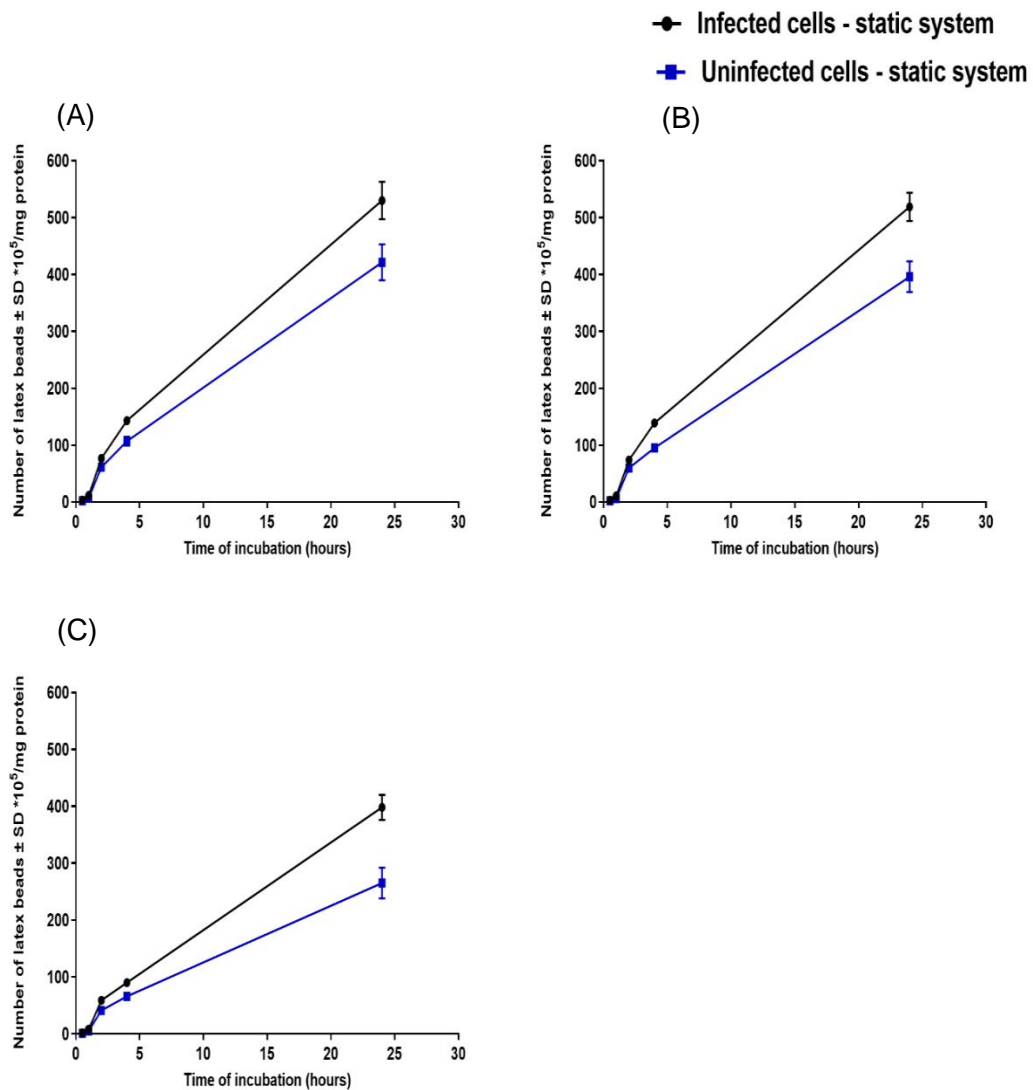 Infected cells - static system
Uninfected cells - static system
(A)
Number of latex beads ± SD *10⁵/mg protein
600
500
400
300
200
100
0
0 5 10 15 20 25 30
Time of incubation (hours)
(B)
Number of latex beads ± SD *10⁵/mg protein
600
500
400
300
200
100
0
0 5 10 15 20 25 30
Time of incubation (hours)
(C)
Number of latex beads ± SD *10⁵/mg protein
600
500
400
300
200
100
0
0 5 10 15 20 25 30
Time of incubation (hours)